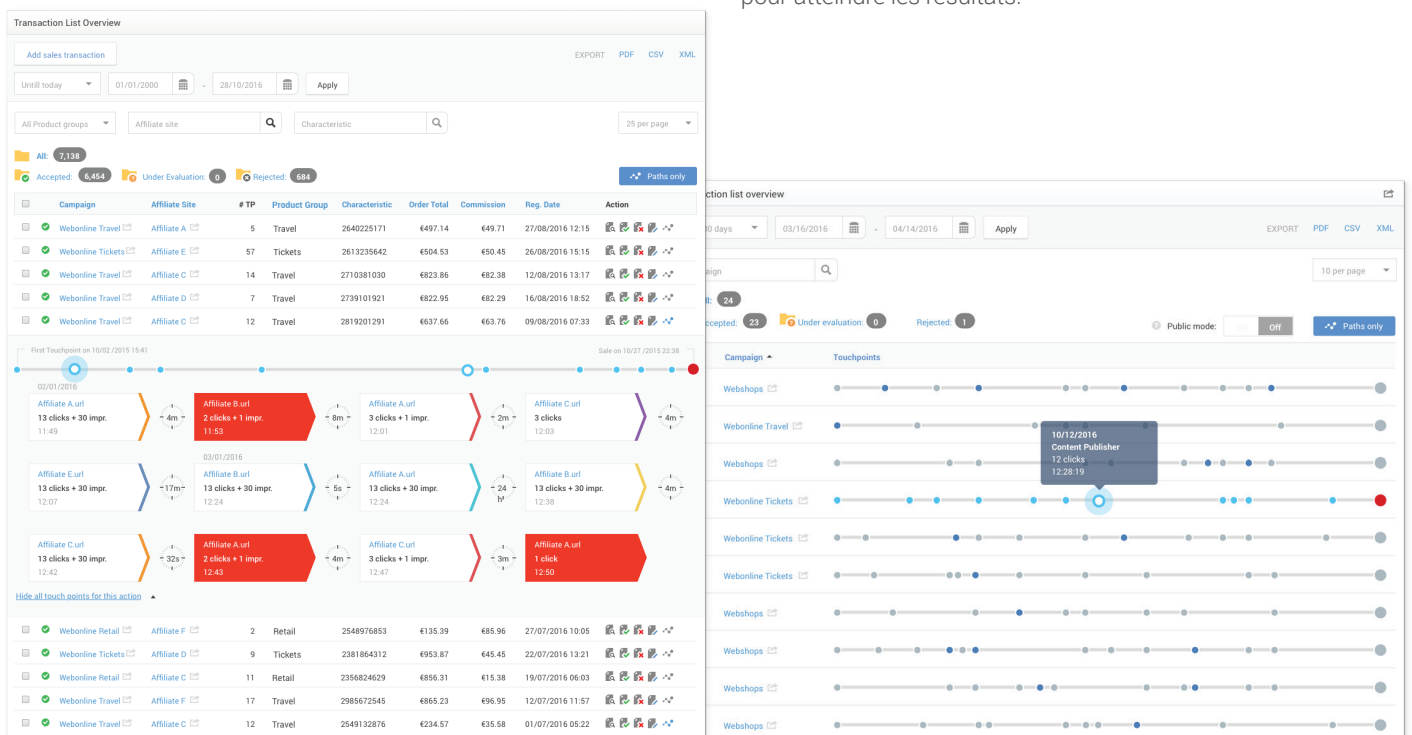 pour atteindre les résultats.
Transaction List Overview
Add sales transaction
EXPORT PDF CSV XML
Untill today 01/01/2000 - 28/10/2016 Apply
All Product groups Affiliate site Characteristic 25 per page
All: 7,138
Accepted: 6,454 Under Evaluation: 0 Rejected: 684 Paths only
Campaign Affiliate Site # TP Product Group Characteristic Order Total Commission Reg. Date Action
Webonline Travel Affiliate A 5 Travel 2640225171 €497.14 €49.71 27/08/2016 12:15
Webonline Tickets Affiliate E 57 Tickets 2613235642 €504.53 €50.45 26/08/2016 15:15
Webonline Travel Affiliate C 14 Travel 2710381030 €823.86 €82.38 12/08/2016 13:17
Webonline Travel Affiliate D 7 Travel 2739101921 €822.95 €82.29 16/08/2016 18:52
Webonline Travel Affiliate C 12 Travel 2819201291 €637.66 €63.76 09/08/2016 07:33
First Touchpoint on 10/02 /2015 15:41 Sale on 10/27 /2015 22:38
02/01/2016
Affiliate A.url Affiliate B.url Affiliate A.url Affiliate C.url
13 clicks + 30 impr. 4m 2 clicks + 1 impr. 8m 3 clicks + 1 impr. 2m 3 clicks 4m
11:49 11:53 12:01 12:03
03/01/2016
Affiliate E.url Affiliate B.url Affiliate A.url Affiliate B.url
13 clicks + 30 impr. 17m 13 clicks + 30 impr. 5s 13 clicks + 30 impr. 24 h 13 clicks + 30 impr. 4m
12:07 12:24 12:24 12:38
Affiliate C.url Affiliate A.url Affiliate C.url Affiliate A.url
13 clicks + 30 impr. 32s 2 clicks + 1 impr. 4m 3 clicks + 1 impr. 3m 1 click
12:42 12:43 12:47 12:50
Hide all touch points for this action
Webonline Retail Affiliate F 2 Retail 2548976853 €135.39 €85.96 27/07/2016 10:05
Webonline Tickets Affiliate D 9 Tickets 2381864312 €953.87 €45.45 22/07/2016 13:21
Webonline Retail Affiliate C 11 Retail 2356824629 €856.31 €15.38 19/07/2016 06:03
Webonline Travel Affiliate F 17 Travel 2985672545 €865.23 €96.95 12/07/2016 11:57
Webonline Travel Affiliate C 12 Travel 2549132876 €234.57 €35.58 01/07/2016 05:22
ction list overview
0 days 03/16/2016 - 04/14/2016 Apply EXPORT PDF CSV XML
aign 10 per page
ll: 24
ccepted: 23 Under evaluation: 0 Rejected: 1 Public mode: Off Paths only
Campaign Touchpoints
Webshops
Webonline Travel
10/12/2016
Content Publisher
12 clicks
12:28:19
Webshops
Webonline Tickets
Webonline Tickets
Webonline Tickets
Webshops
Webshops
Webshops
Webshops